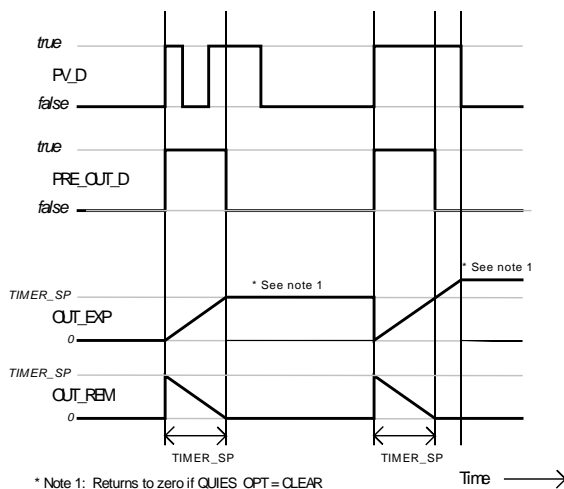 true
PV_D
false
true
PRE_OUT_D
false
* See note 1
* See note 1
TIMER_SP
OUT_EXP
0
TIMER_SP
OUT_REM
0
TIMER_SP TIMER_SP
* Note 1: Returns to zero if QUIES_OPT = CLEAR
Time